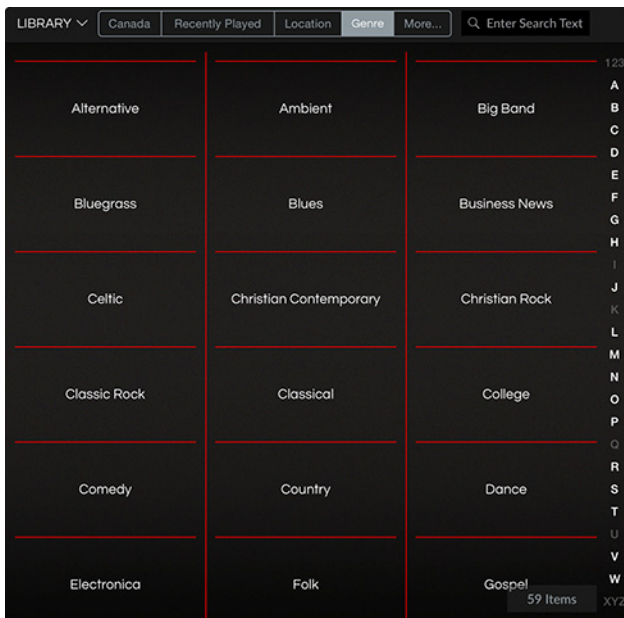 LIBRARY Canada Recently Played Location Genre More... Enter Search Text
123
Alternative Ambient Big Band
Bluegrass Blues Business News
Celtic Christian Contemporary Christian Rock
Classic Rock Classical College
Comedy Country Dance
Electronica Folk Gospel
59 Items
A
B
C
D
E
F
G
H
I
J
K
L
M
N
O
P
Q
R
S
T
U
V
W
XYZ